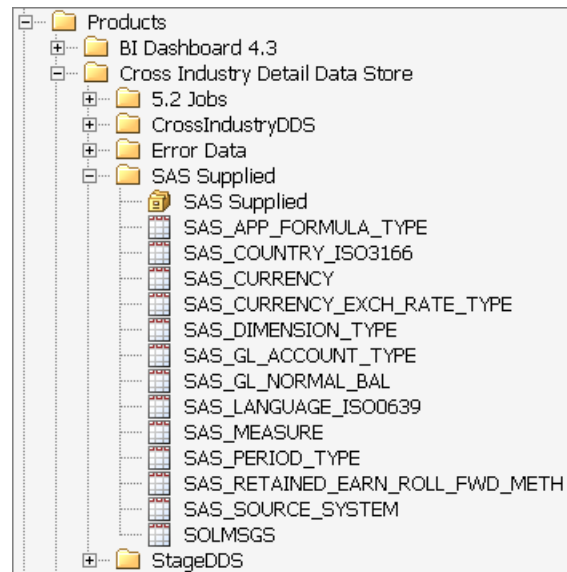 Products
BI Dashboard 4.3
Cross Industry Detail Data Store
5.2 Jobs
CrossIndustryDDS
Error Data
SAS Supplied
SAS Supplied
SAS_APP_FORMULA_TYPE
SAS_COUNTRY_ISO3166
SAS_CURRENCY
SAS_CURRENCY_EXCH_RATE_TYPE
SAS_DIMENSION_TYPE
SAS_GL_ACCOUNT_TYPE
SAS_GL_NORMAL_BAL
SAS_LANGUAGE_ISO0639
SAS_MEASURE
SAS_PERIOD_TYPE
SAS_RETAINED_EARN_ROLL_FWD_METH
SAS_SOURCE_SYSTEM
SOLMSGS
StageDDS